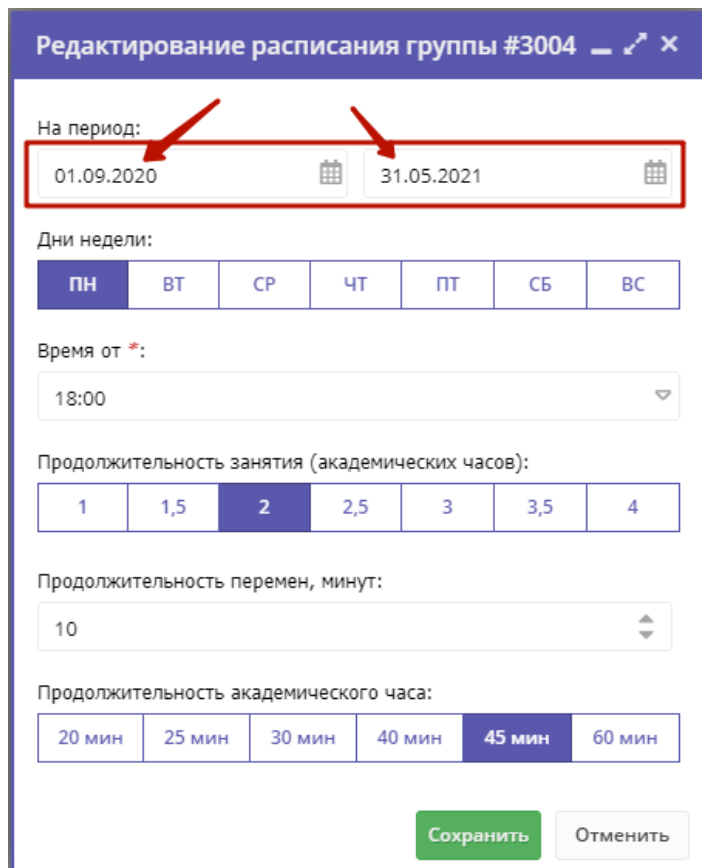 Редактирование расписания группы #3004
На период:
01.09.2020 31.05.2021
Дни недели:
ПН ВТ СР ЧТ ПТ СБ ВС
Время от *:
18:00
Продолжительность занятия (академических часов):
1 1,5 2 2,5 3 3,5 4
Продолжительность перемен, минут:
10
Продолжительность академического часа:
20 мин 25 мин 30 мин 40 мин 45 мин 60 мин
Сохранить Отменить